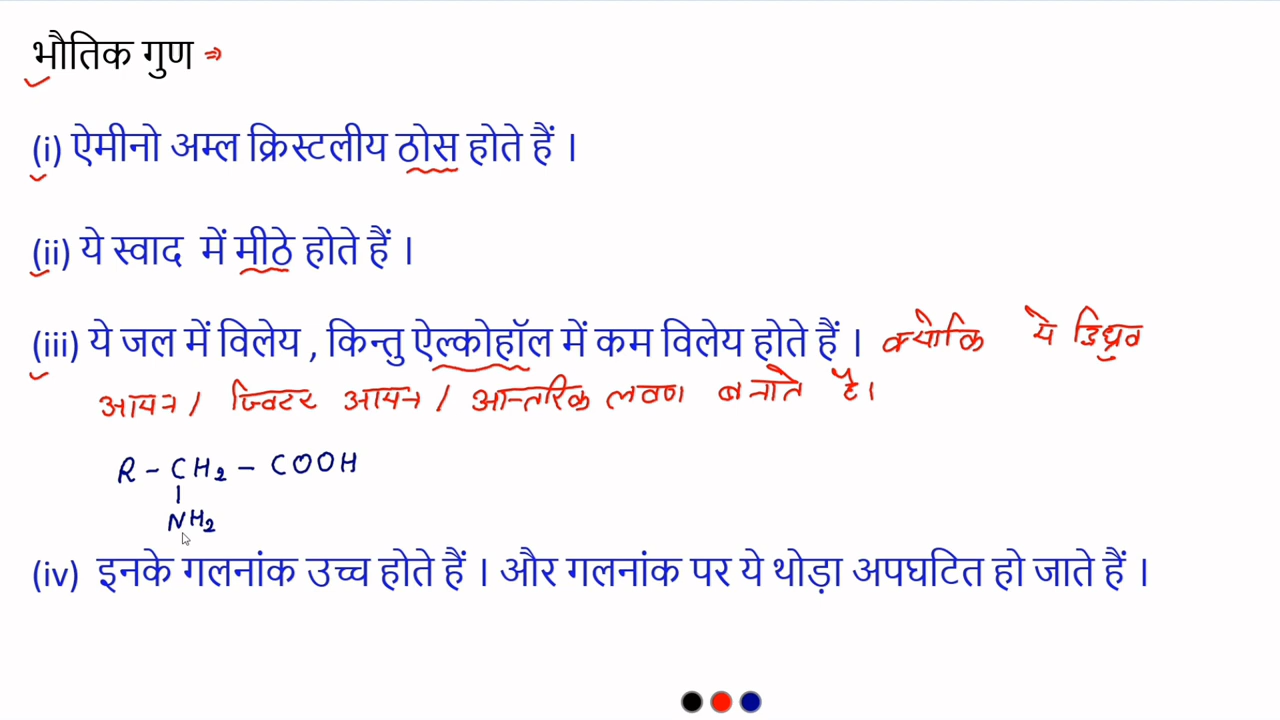 भौतिक गुण ⇒
(i) ऐमीनो अम्ल क्रिस्टलीय ठोस होते हैं ।
(ii) ये स्वाद में मीठे होते हैं ।
(iii) ये जल में विलेय , किन्तु ऐल्कोहॉल में कम विलेय होते हैं । क्योकि ये द्विध्रुव
आयन / ज्विटर आयन / आन्तरिक लवण बनाते है।
R - CH₂ - COOH
|
NH₂
(iv) इनके गलनांक उच्च होते हैं । और गलनांक पर ये थोड़ा अपघटित हो जाते हैं ।